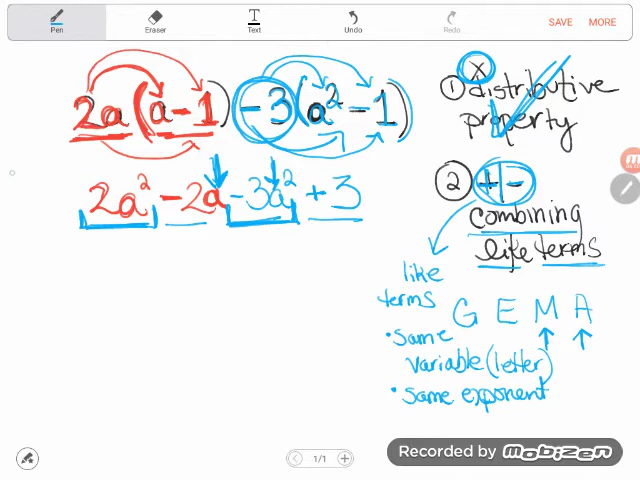 Pen
Eraser
Text
Undo
Redo
SAVE
MORE
2a(a-1)-3(a²-1)
2a² -2a -3a² +3
① x
distributive
property
② +|-
combining
like terms
like
terms
G E M A
• same
variable (letter)
• same exponent
1/1
Recorded by mobizen